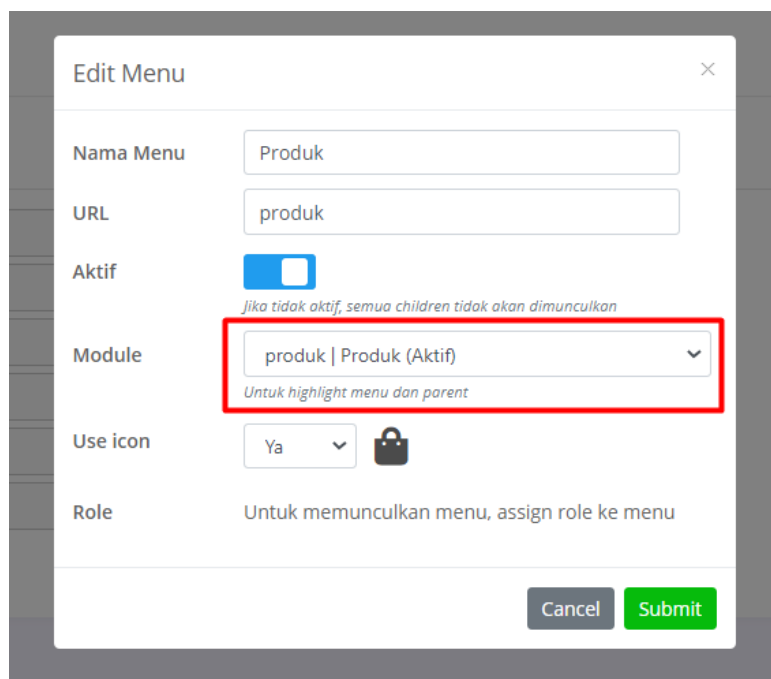 Edit Menu
Nama Menu
Produk
URL
produk
Aktif
Jika tidak aktif, semua children tidak akan dimunculkan
Module
produk | Produk (Aktif)
Untuk highlight menu dan parent
Use icon
Ya
Role
Untuk memunculkan menu, assign role ke menu
Cancel
Submit